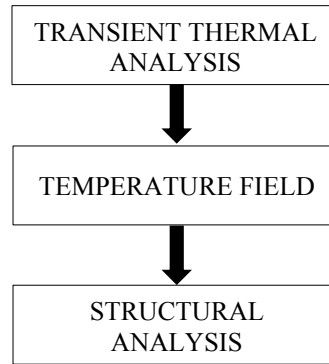 TRANSIENT THERMAL
ANALYSIS
TEMPERATURE FIELD
STRUCTURAL
ANALYSIS